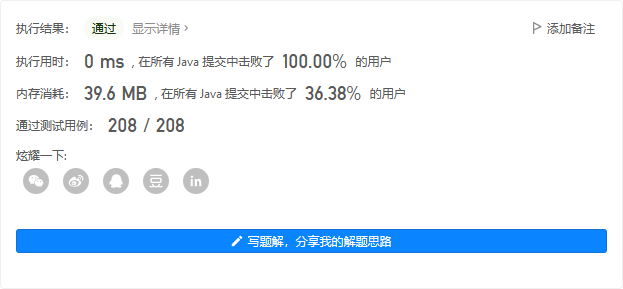 执行结果： 通过 显示详情 › 添加备注
执行用时： 0 ms , 在所有 Java 提交中击败了 100.00% 的用户
内存消耗： 39.6 MB , 在所有 Java 提交中击败了 36.38% 的用户
通过测试用例： 208 / 208
炫耀一下:
豆 in
写题解，分享我的解题思路